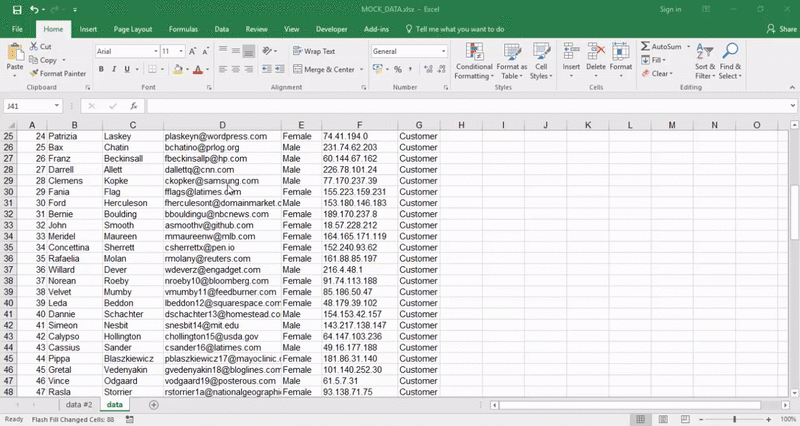 MOCK_DATA.xlsx - Excel
Sign in
File Home Insert Page Layout Formulas Data Review View Developer Add-ins Tell me what you want to do Share
Paste Cut Copy Format Painter Clipboard
Arial 11 B I U Font
Wrap Text Merge & Center Alignment
General % Number
Conditional Formatting Format as Table Cell Styles Styles
Insert Delete Format Cells
AutoSum Fill Clear Sort & Filter Find & Select Editing
J41 fx
A B C D E F G H I J K L M N O
25 24 Patrizia Laskey plaskeyn@wordpress.com Female 74.41.194.0 Customer
26 25 Bax Chatin bchatino@prlog.org Male 231.74.62.203 Customer
27 26 Franz Beckinsall fbeckinsallp@hp.com Male 60.144.67.162 Customer
28 27 Darrell Allett dallettq@cnn.com Male 226.78.101.24 Customer
29 28 Clemens Kopke ckopker@samsung.com Male 77.170.237.39 Customer
30 29 Fania Flag fflags@latimes.com Female 155.223.159.231 Customer
31 30 Ford Herculeson fherculesont@domainmarket.c Male 153.180.146.183 Customer
32 31 Bernie Boulding bbouldingu@nbcnews.com Female 189.170.237.8 Customer
33 32 John Smooth asmoothv@github.com Female 18.57.228.212 Customer
34 33 Meridel Maureen mmaureenw@mlb.com Female 164.165.171.119 Customer
35 34 Concettina Sherrett csherrettx@pen.io Female 152.240.93.62 Customer
36 35 Rafaelia Molan rmolany@reuters.com Female 161.88.85.197 Customer
37 36 Willard Dever wdeverz@engadget.com Male 216.4.48.1 Customer
38 37 Norean Roeby nroeby10@bloomberg.com Female 91.74.113.188 Customer
39 38 Velvet Mumby vmumby11@feedburner.com Female 85.186.50.47 Customer
40 39 Leda Beddon lbeddon12@squarespace.com Female 48.179.39.102 Customer
41 40 Dannie Schachter dschachter13@homestead.co Male 154.153.42.157 Customer
42 41 Simeon Nesbit snesbit14@mit.edu Male 143.217.138.147 Customer
43 42 Calypso Hollington chollington15@usda.gov Female 64.147.103.236 Customer
44 43 Cassius Sander csander16@latimes.com Male 49.16.177.188 Customer
45 44 Pippa Blaszkiewicz pblaszkiewicz17@mayoclinic.c Female 181.86.31.140 Customer
46 45 Gretal Vedenyakin gvedenyakin18@bloglines.com Female 101.140.252.30 Customer
47 46 Vince Odgaard vodgaard19@posterous.com Male 61.5.7.31 Customer
48 47 Rasla Storrier rstorrier1a@nationalgeographic Female 93.138.71.75 Customer
data #2 data
Ready Flash Fill Changed Cells: 88 100%